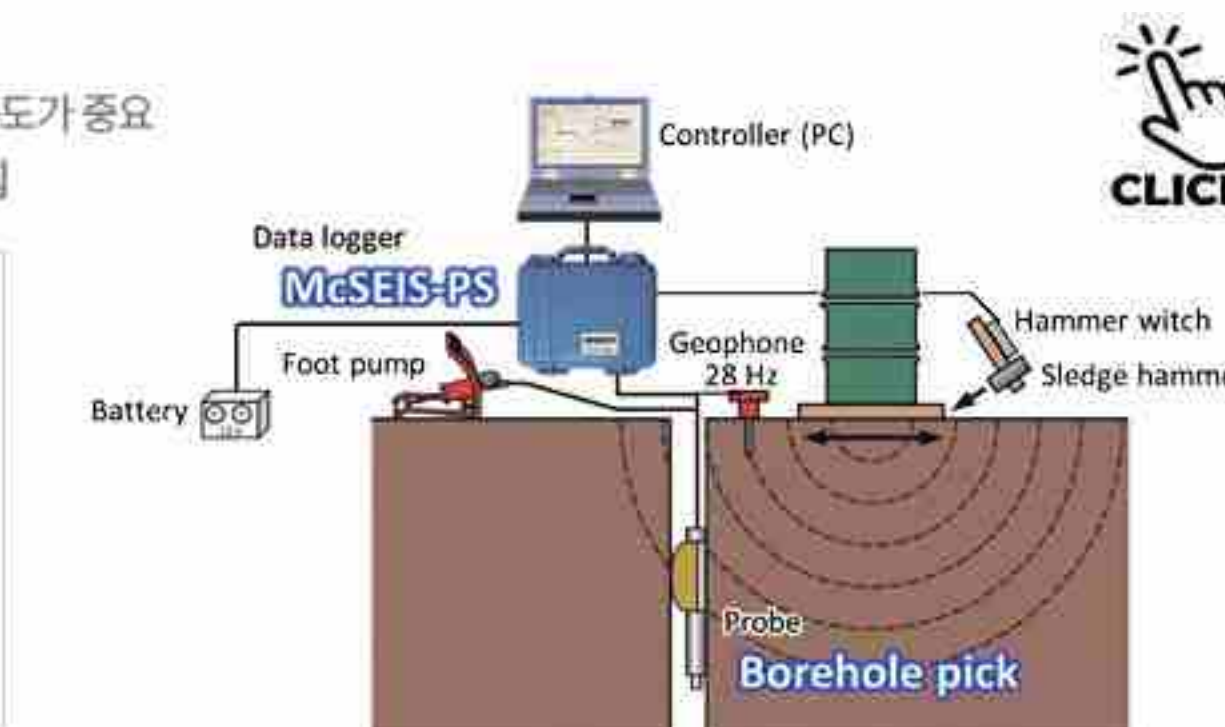 도가 중요
Controller (PC)
CLICK
Data logger
McSEIS-PS
Foot pump
Geophone
28 Hz
Hammer witch
Sledge hamme
Battery
Probe
Borehole pick